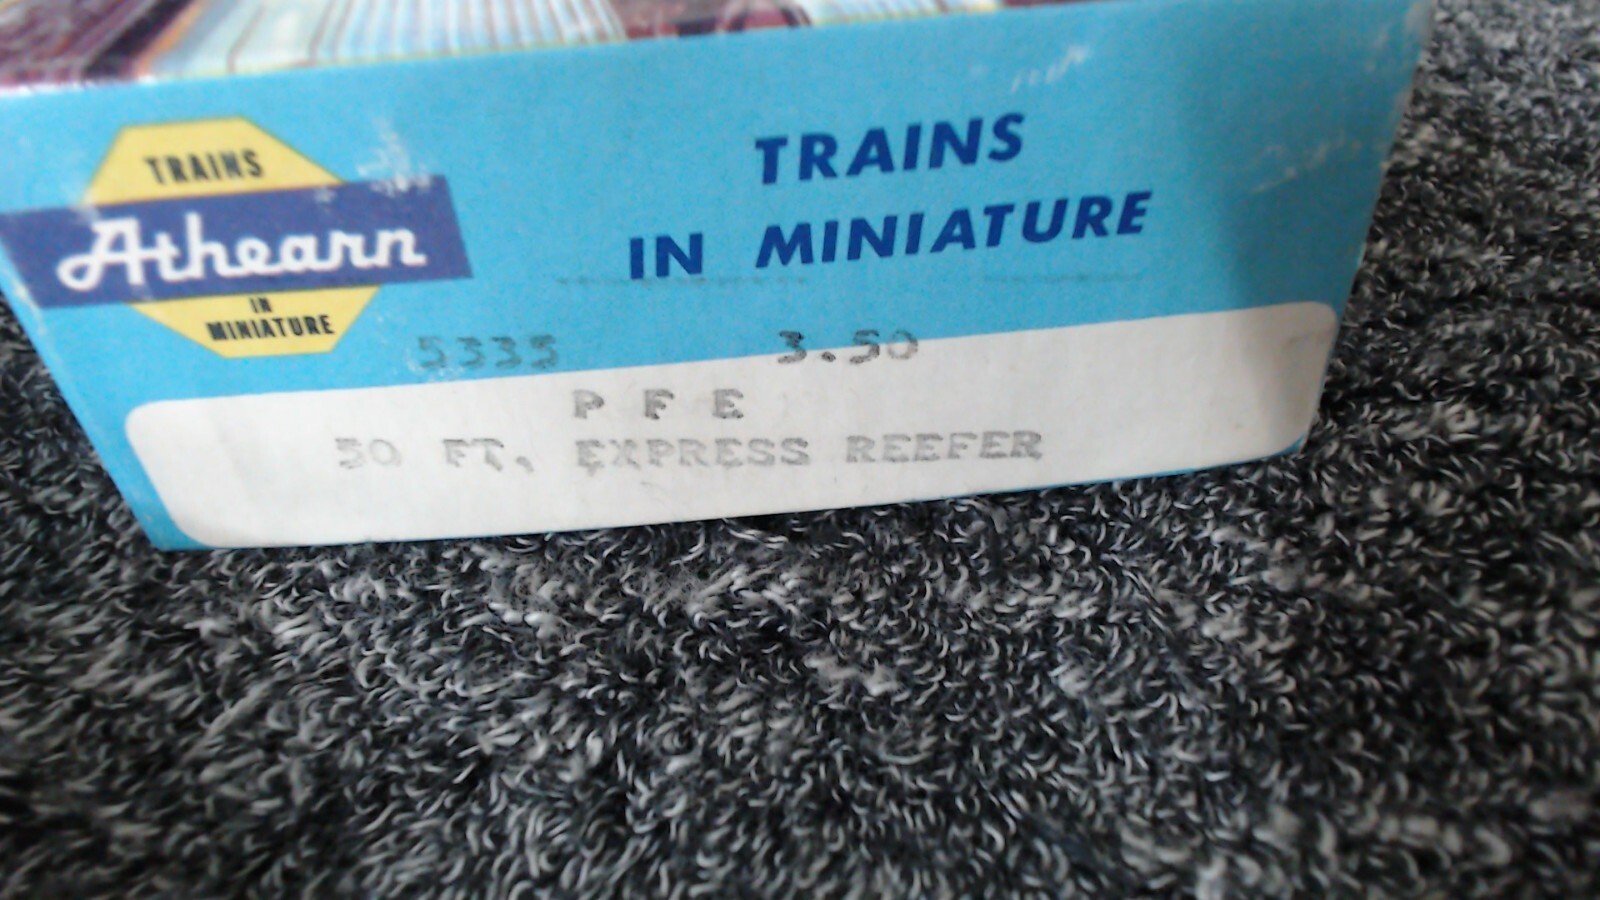 TRAINS
Athearn
IN
MINIATURE
TRAINS
IN MINIATURE
5335 3.50
P F E
50 FT. EXPRESS REEFER